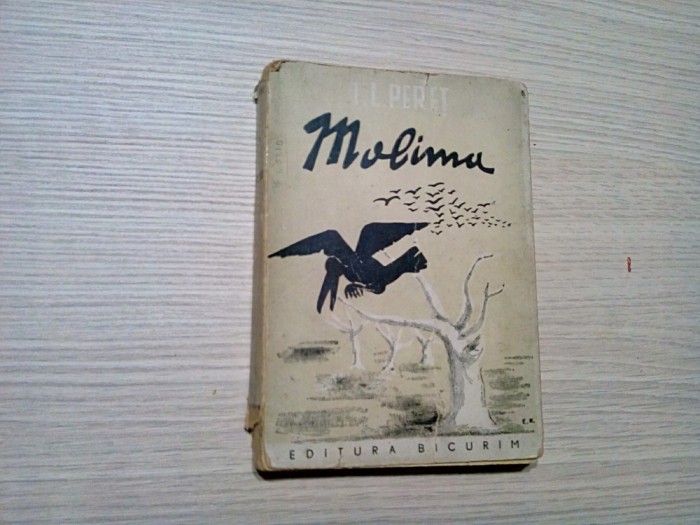 I. L. PERET
Molima
E. K.
EDITURA BICURIM